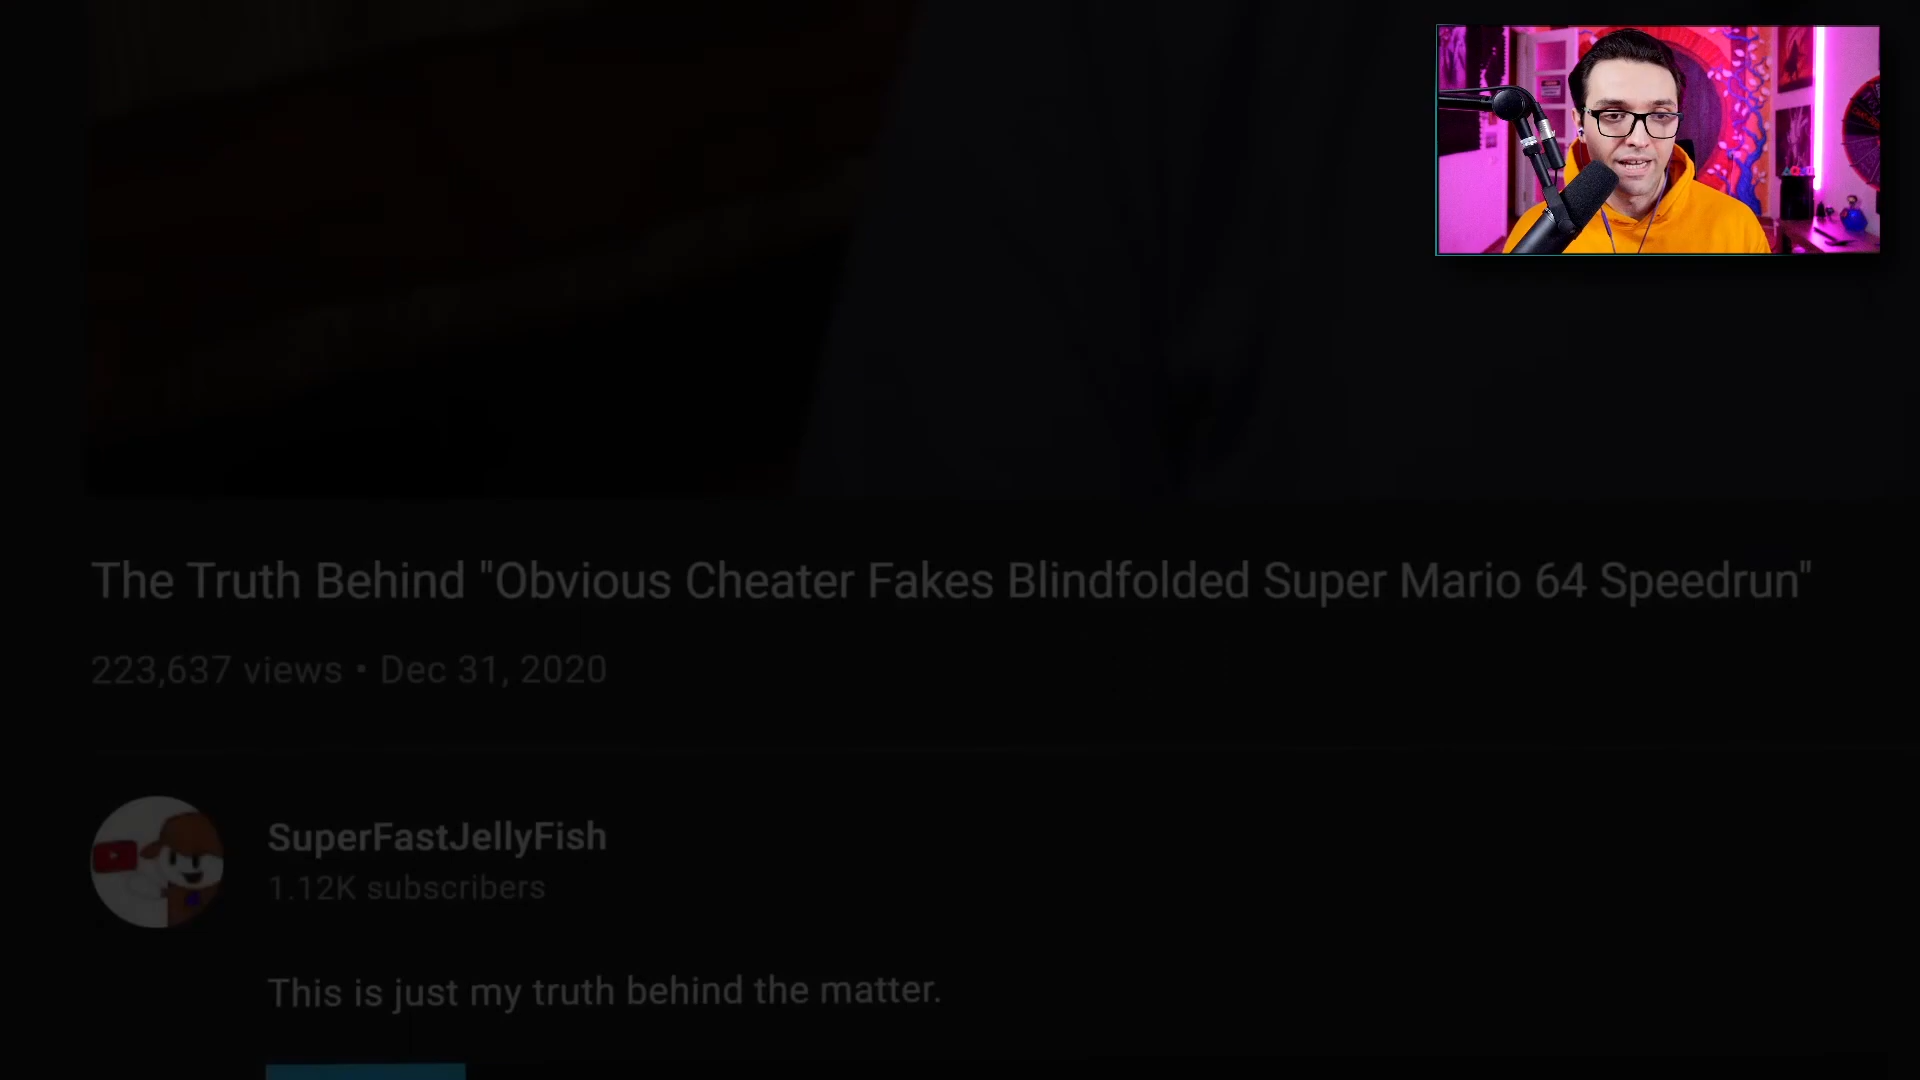 The Truth Behind "Obvious Cheater Fakes Blindfolded Super Mario 64 Speedrun"
223,637 views • Dec 31, 2020
SuperFastJellyFish
1.12K subscribers
This is just my truth behind the matter.